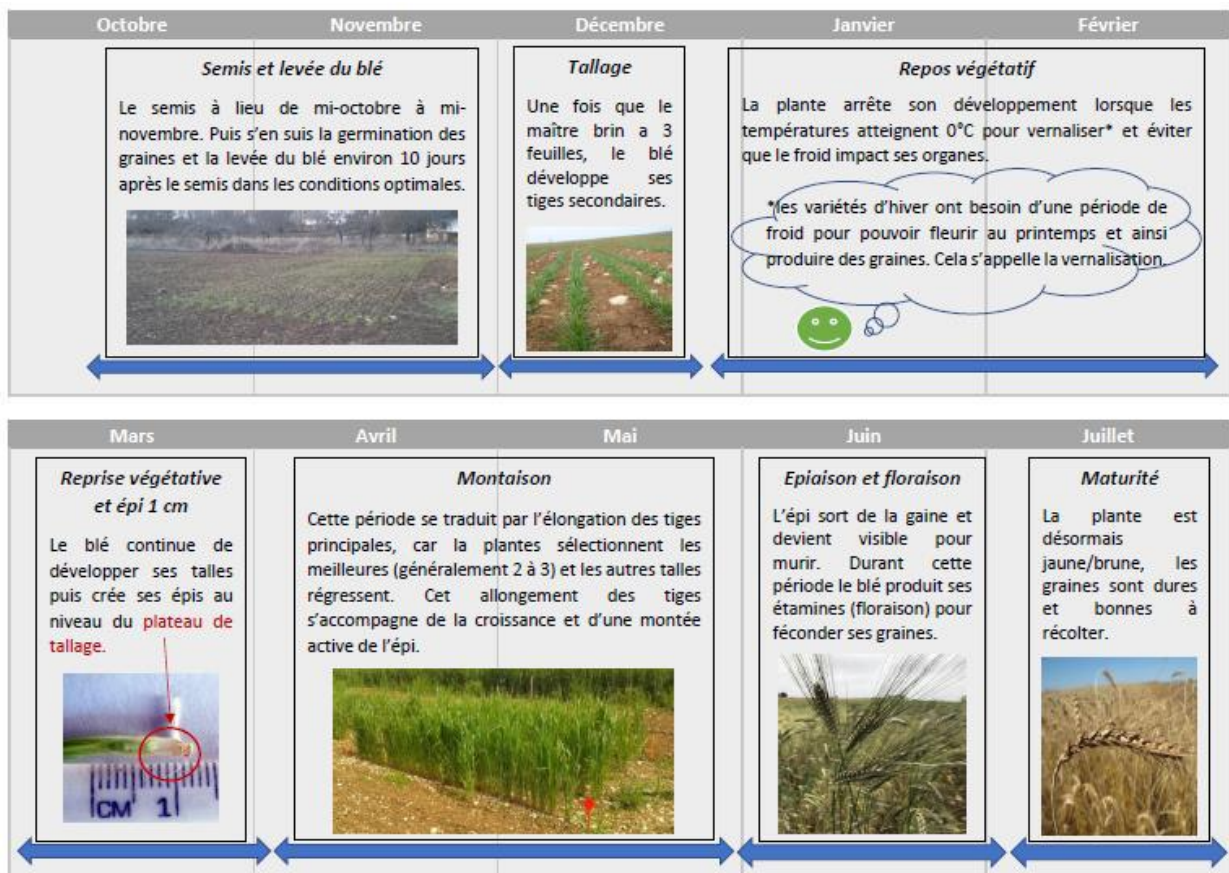 Octobre Novembre Décembre Janvier Février
Semis et levée du blé
Le semis à lieu de mi-octobre à mi-
novembre. Puis s'en suis la germination des
graines et la levée du blé environ 10 jours
après le semis dans les conditions optimales.
Tallage
Une fois que le
maître brin a 3
feuilles, le blé
développe ses
tiges secondaires.
Repos végétatif
La plante arrête son développement lorsque les
températures atteignent 0°C pour vernaliser* et éviter
que le froid impact ses organes.
*les variétés d'hiver ont besoin d'une période de
froid pour pouvoir fleurir au printemps et ainsi
produire des graines. Cela s'appelle la vernalisation.
Mars Avril Mai Juin Juillet
Reprise végétative
et épi 1 cm
Le blé continue de
développer ses talles
puis crée ses épis au
niveau du plateau de
tallage.
CM 1
Montaison
Cette période se traduit par l'élongation des tiges
principales, car la plantes sélectionnent les
meilleures (généralement 2 à 3) et les autres talles
régressent. Cet allongement des tiges
s'accompagne de la croissance et d'une montée
active de l'épi.
Epiaison et floraison
L'épi sort de la gaine et
devient visible pour
murir. Durant cette
période le blé produit ses
étamines (floraison) pour
féconder ses graines.
Maturité
La plante est
désormais
jaune/brune, les
graines sont dures
et bonnes à
récolter.